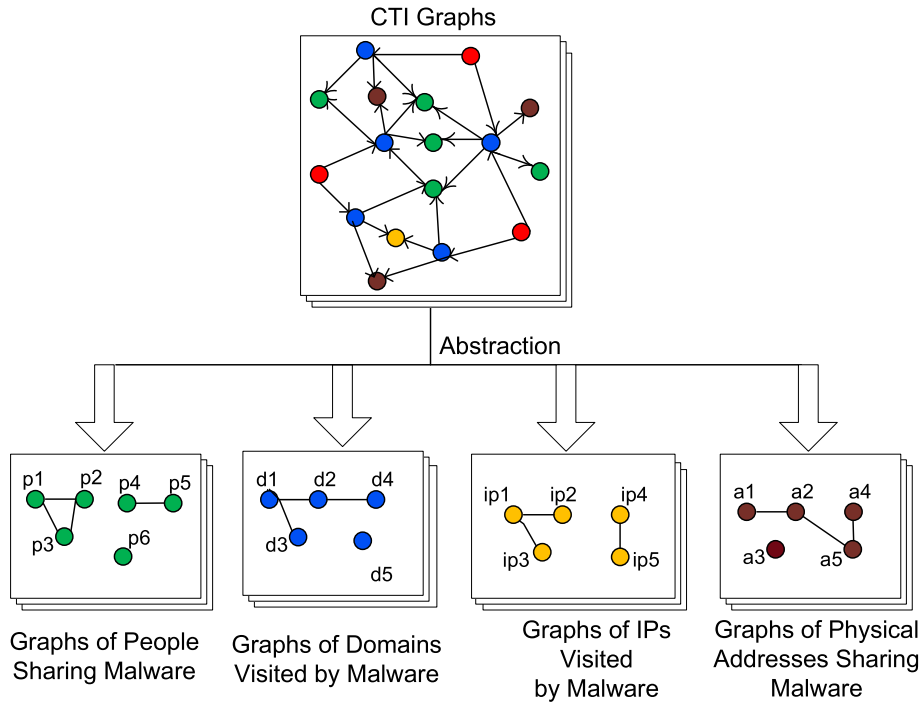 CTI Graphs
Abstraction
p1
p2
p4
p5
p3
p6
d1
d2
d4
d3
d5
ip1
ip2
ip4
ip3
ip5
a1
a2
a4
a3
a5
Graphs of People
Sharing Malware
Graphs of Domains
Visited by Malware
Graphs of IPs
Visited
by Malware
Graphs of Physical
Addresses Sharing
Malware